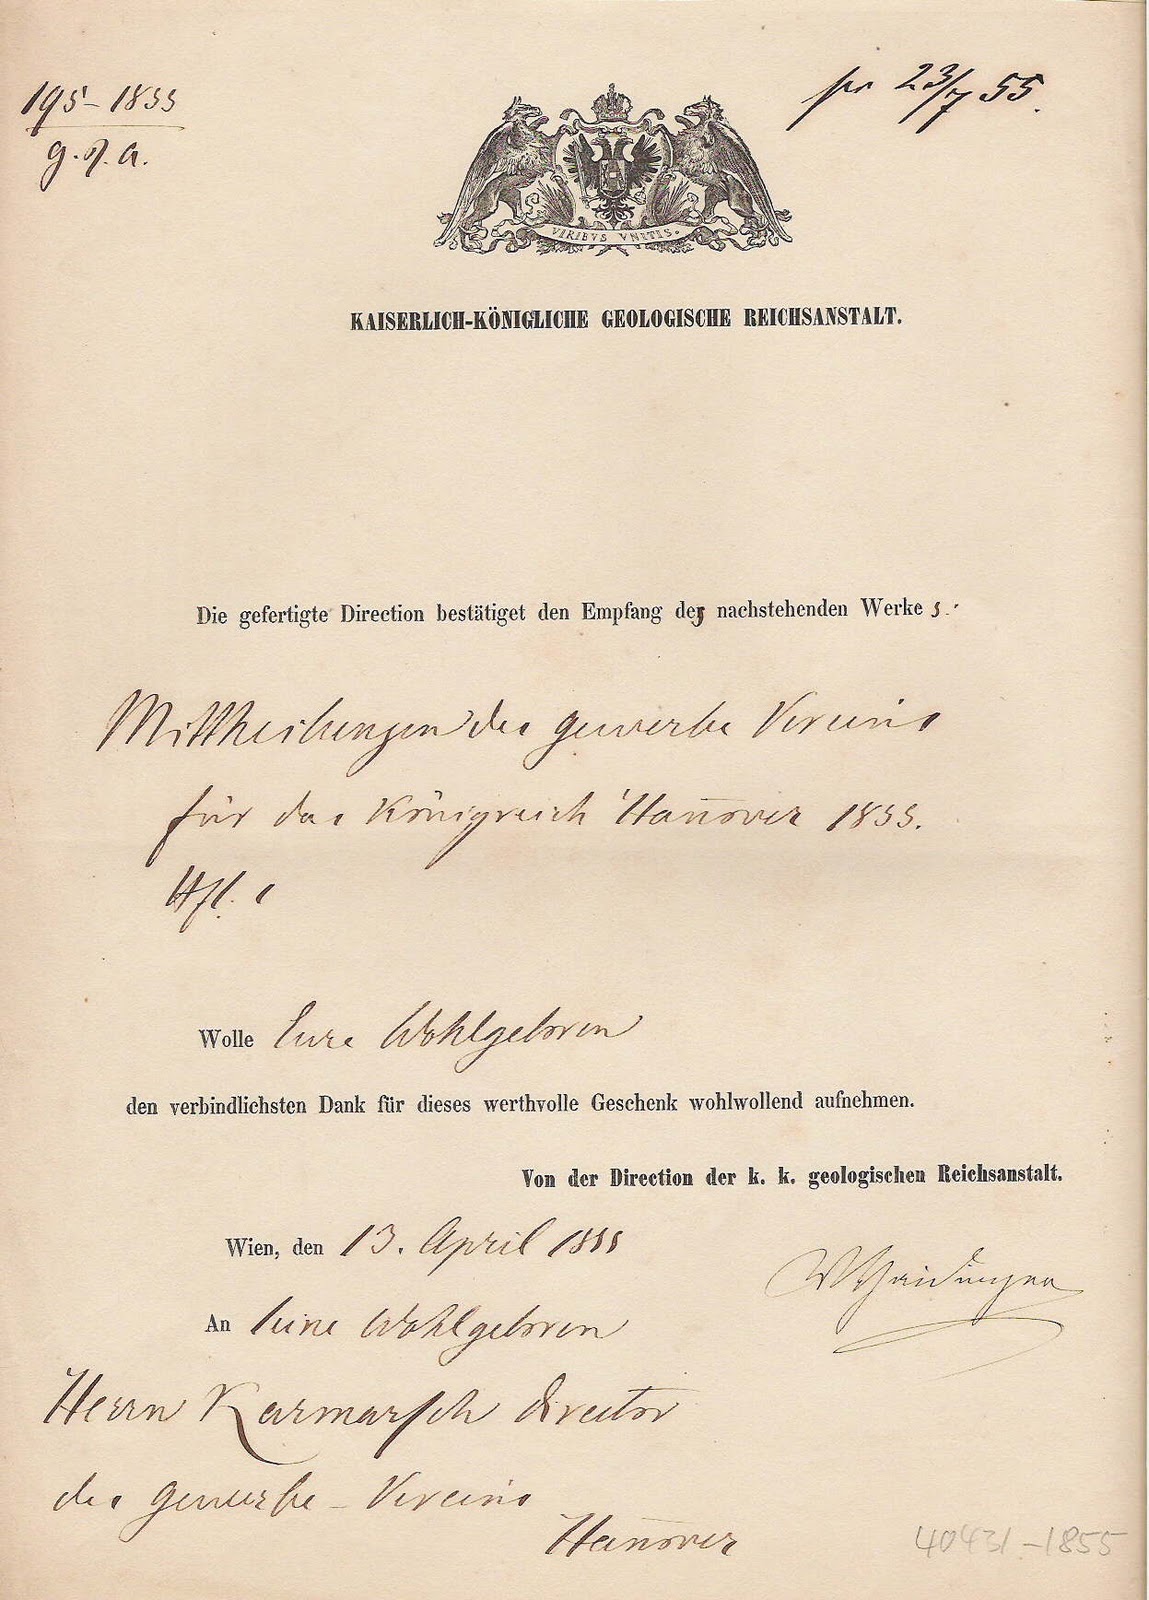 195–1855
g. R. A.
pr 23/7 55.
VIRIBVS VNITIS.
KAISERLICH-KÖNIGLICHE GEOLOGISCHE REICHSANSTALT.
Die gefertigte Direction bestätiget den Empfang des nachstehenden Werkes.
Mittheilungen des Gewerbe Vereins
für das Königreich Hannover 1855.
Hft. 1
Wolle Eure Wohlgeboren
den verbindlichsten Dank für dieses werthvolle Geschenk wohlwollend aufnehmen.
Von der Direction der k. k. geologischen Reichsanstalt.
Wien, den 13. April 1855
W Haidinger
An Seine Wohlgeboren
Herrn Karmarsch Director
des Gewerbe-Vereins
Hannover
40431-1855